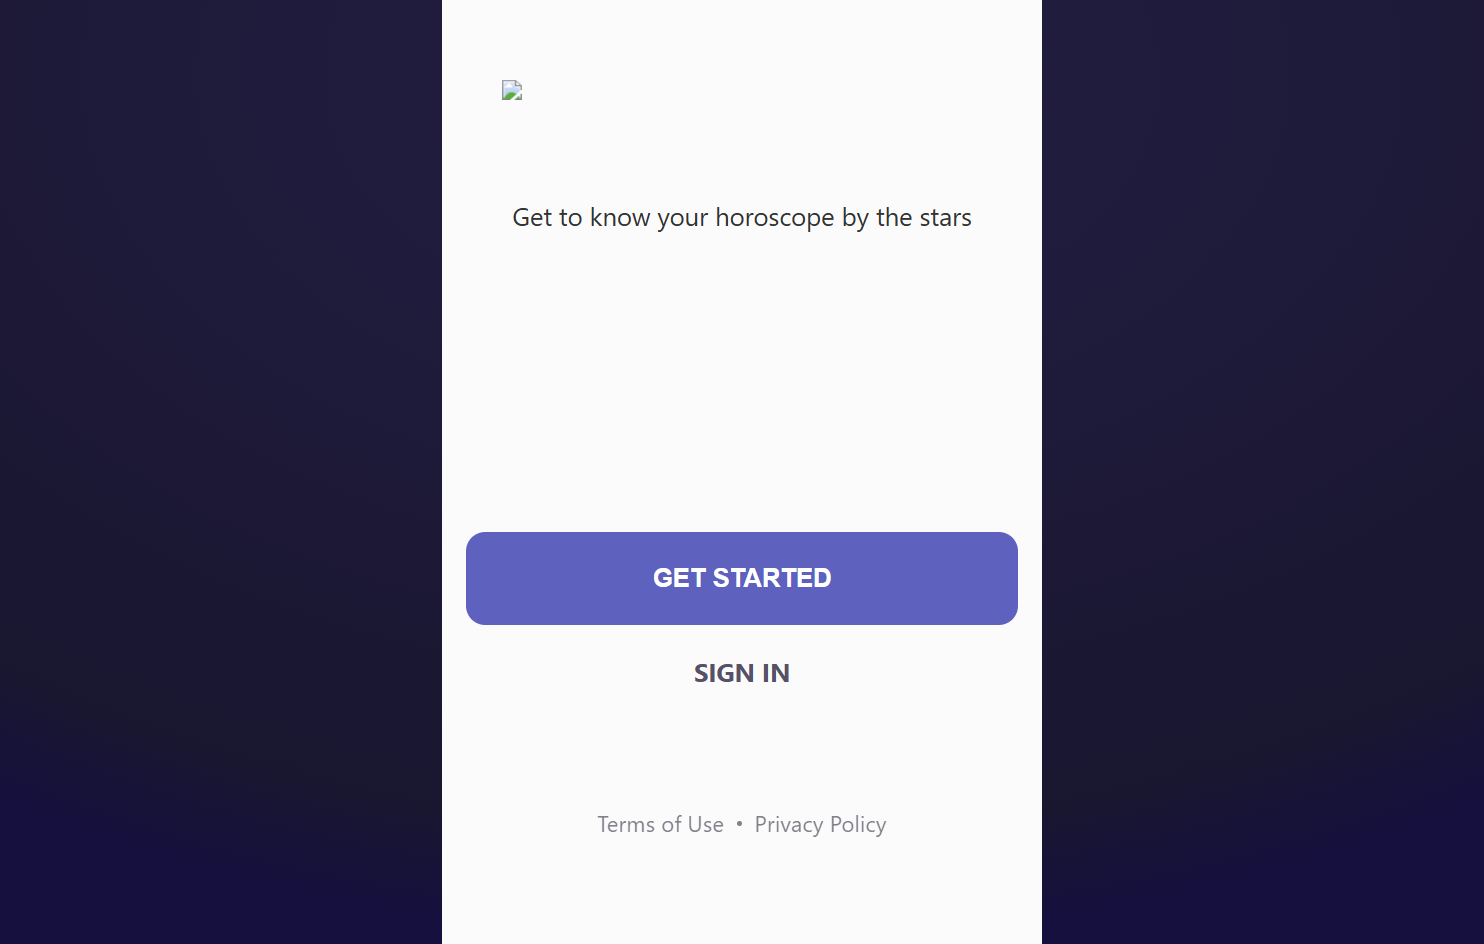 Get to know your horoscope by the stars
GET STARTED
SIGN IN
Terms of Use • Privacy Policy